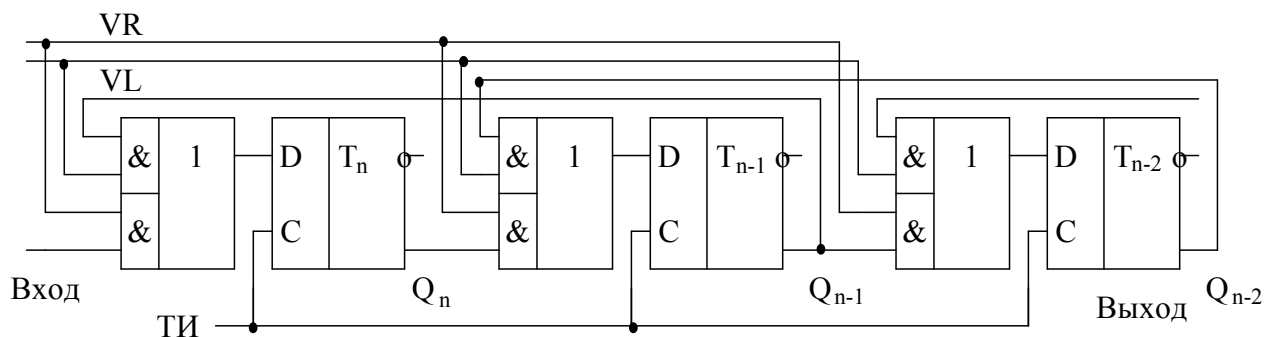 VR
VL
& 1 D Tn & 1 D Tn-1 & 1 D Tn-2
& C & C & C
Вход Qn Qn-1 Выход Qn-2
ТИ